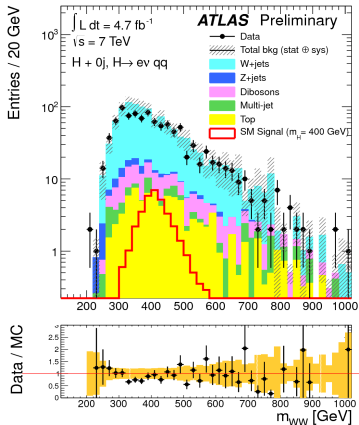 ∫ L dt = 4.7 fb⁻¹
√s = 7 TeV
H + 0j, H→ eν qq
ATLAS Preliminary
Data
Total bkg (stat ⊕ sys)
W+jets
Z+jets
Dibosons
Multi-jet
Top
SM Signal (m_H = 400 GeV)
Entries / 20 GeV
10³
10²
10
1
100 200 300 400 500 600 700 800 900 1000
Data / MC
3
2.5
2
1.5
1
0.5
0
100 200 300 400 500 600 700 800 900 1000
m_WW [GeV]